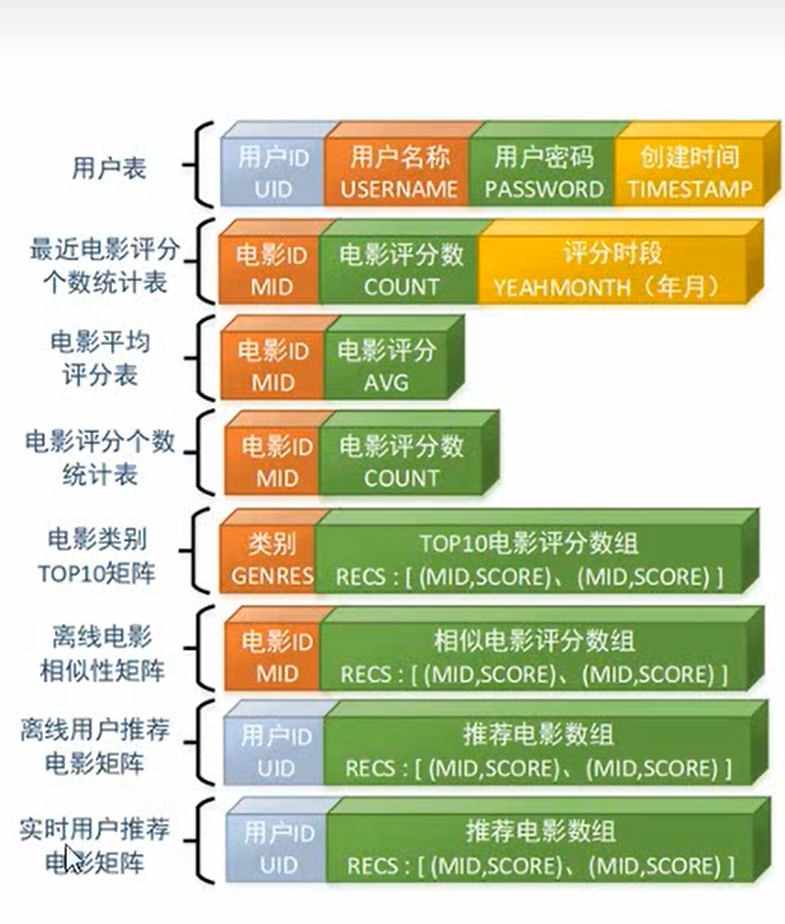 用户表
用户ID 用户名称 用户密码 创建时间
UID USERNAME PASSWORD TIMESTAMP
最近电影评分
个数统计表
电影ID 电影评分数 评分时段
MID COUNT YEAHMONTH（年月）
电影平均
评分表
电影ID 电影评分
MID AVG
电影评分个数
统计表
电影ID 电影评分数
MID COUNT
电影类别
TOP10矩阵
类别 TOP10电影评分数组
GENRES RECS : [ (MID,SCORE)、(MID,SCORE) ]
离线电影
相似性矩阵
电影ID 相似电影评分数组
MID RECS : [ (MID,SCORE)、(MID,SCORE) ]
离线用户推荐
电影矩阵
用户ID 推荐电影数组
UID RECS : [ (MID,SCORE)、(MID,SCORE) ]
实时用户推荐
电影矩阵
用户ID 推荐电影数组
UID RECS : [ (MID,SCORE)、(MID,SCORE) ]